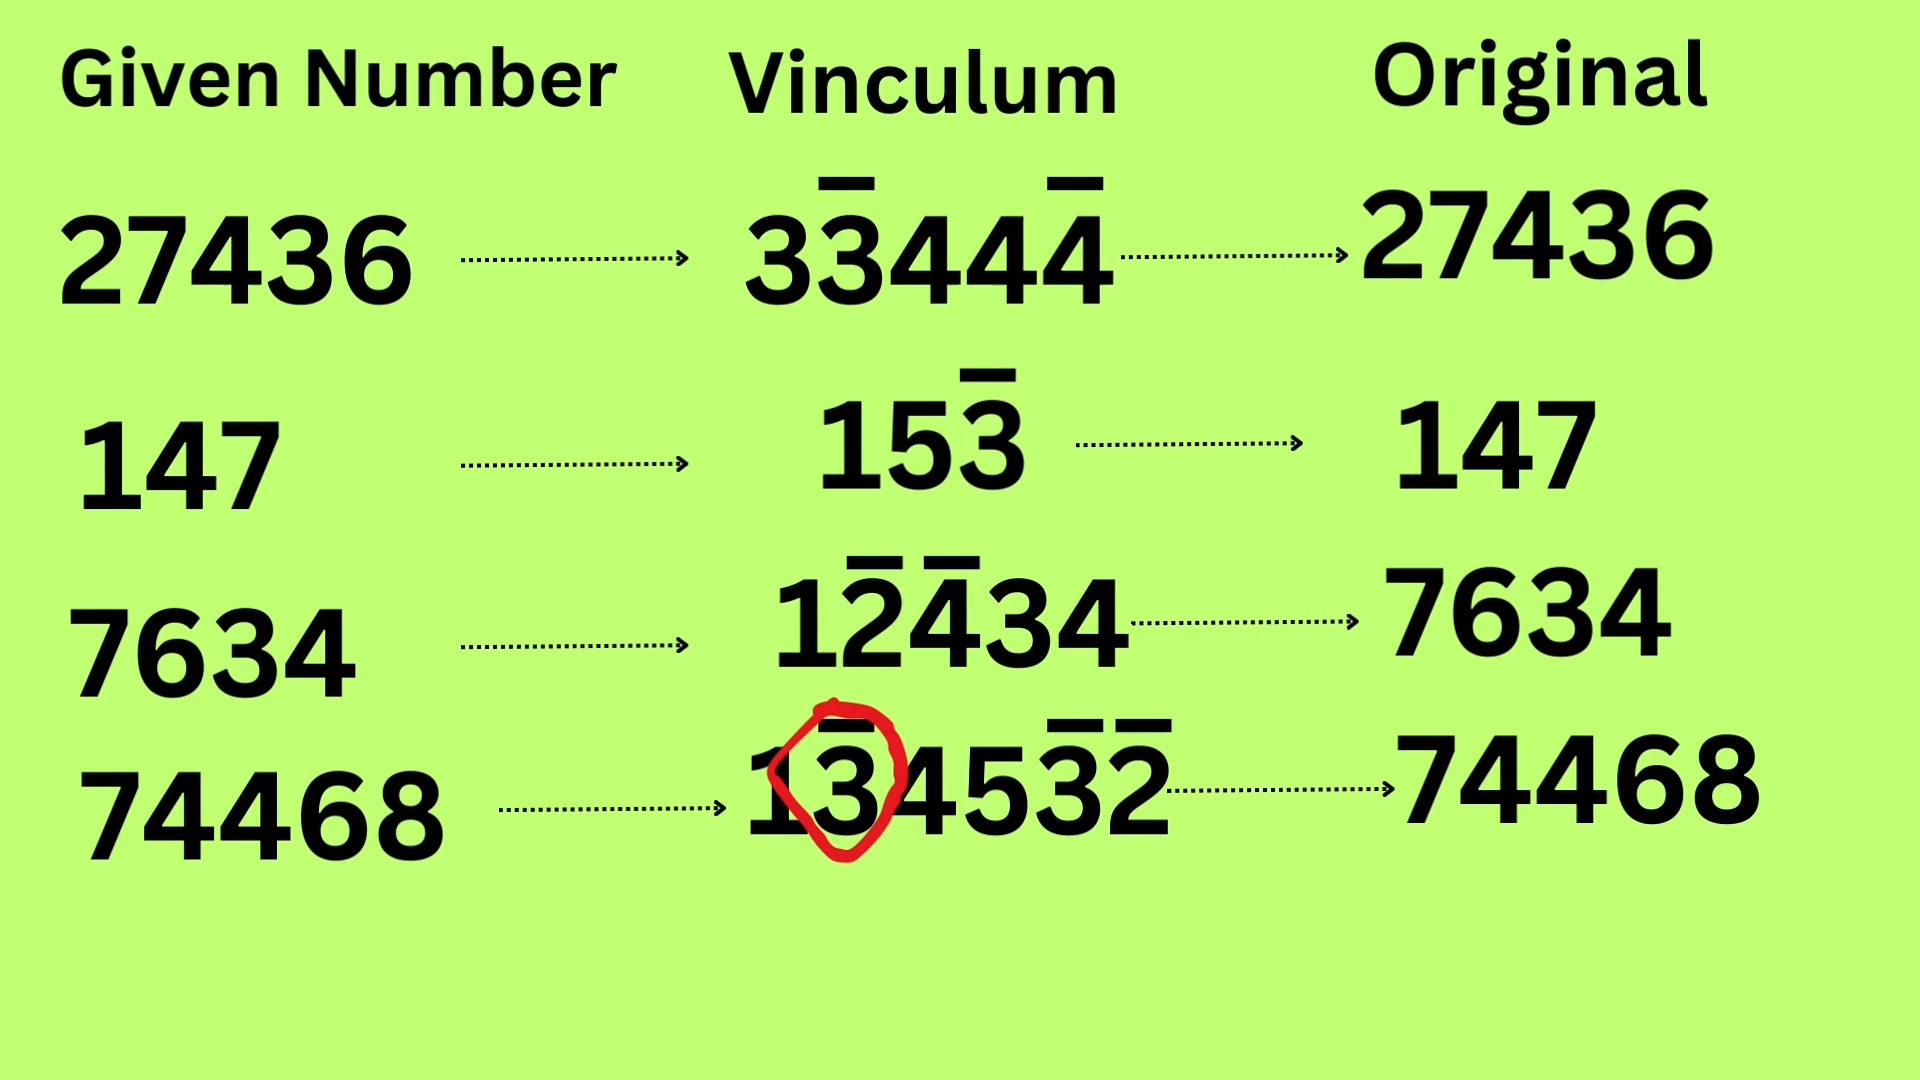 Given Number Vinculum Original
27436 33̅444̅ 27436
147 153̅ 147
7634 12̅4̅34 7634
74468 13̅453̅2̅ 74468